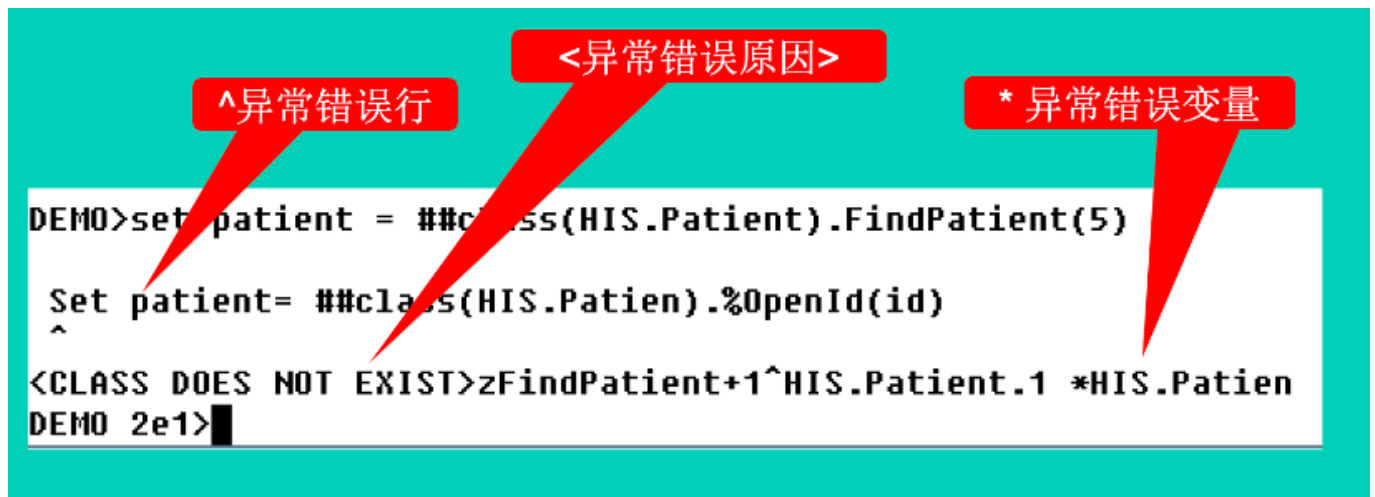 <异常错误原因>
^异常错误行
* 异常错误变量
DEMO>set patient = ##class(HIS.Patient).FindPatient(5)
Set patient= ##class(HIS.Patien).%OpenId(id)
^
<CLASS DOES NOT EXIST>zFindPatient+1^HIS.Patient.1 *HIS.Patien
DEMO 2e1>